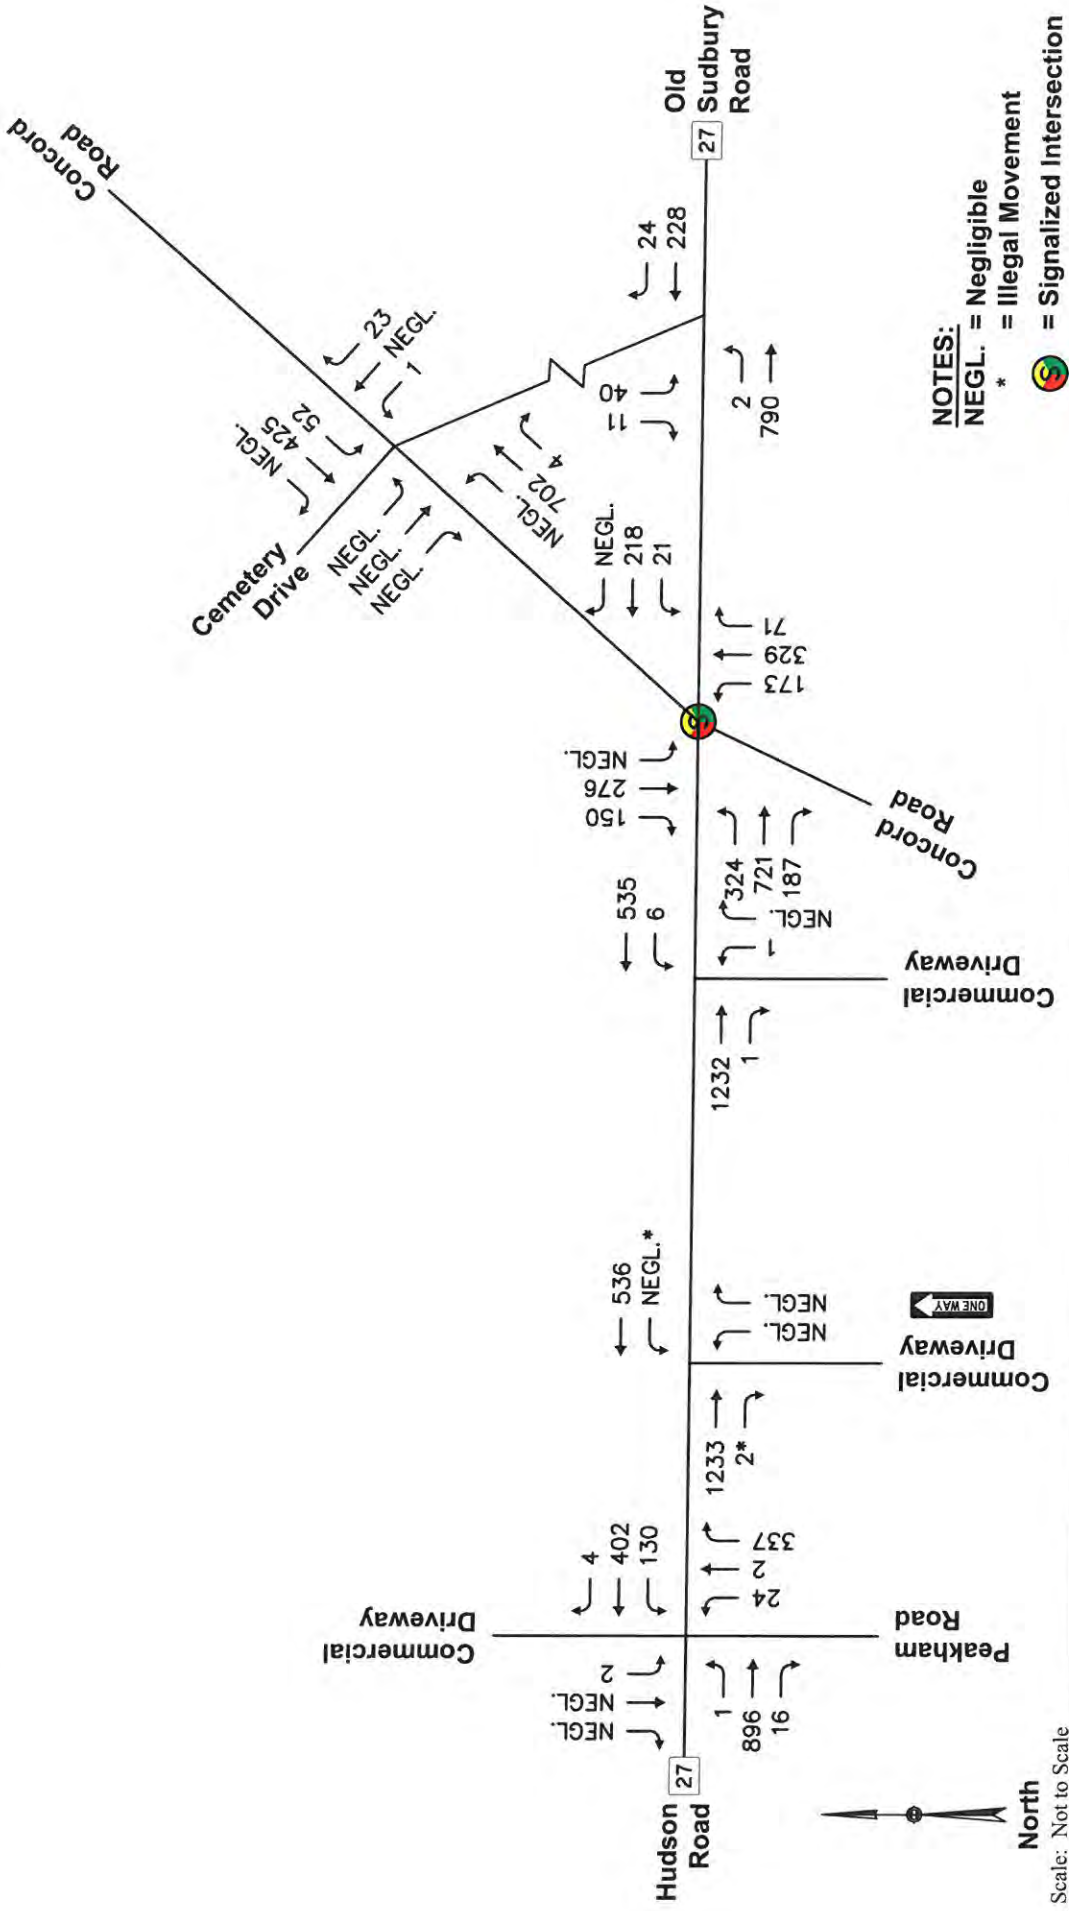 Concord
Road
Cemetery
Drive
23
NEGL.
1
52
425
NEGL.
NEGL.
NEGL.
NEGL.
4
702
NEGL.
Old
Sudbury
Road
27
24
228
40
11
2
790
NEGL.
218
21
71
329
173
NEGL.
276
150
324
721
187
Concord
Road
535
6
NEGL.
1
1232
1
Commercial
Driveway
536
NEGL.*
NEGL.
NEGL.
1233
2*
Commercial
Driveway
ONE WAY
4
402
130
337
2
24
Commercial
Driveway
2
NEGL.
NEGL.
1
896
16
Peakham
Road
Hudson
Road
27
North
Scale: Not to Scale
NOTES:
NEGL. = Negligible
* = Illegal Movement
S = Signalized Intersection
S